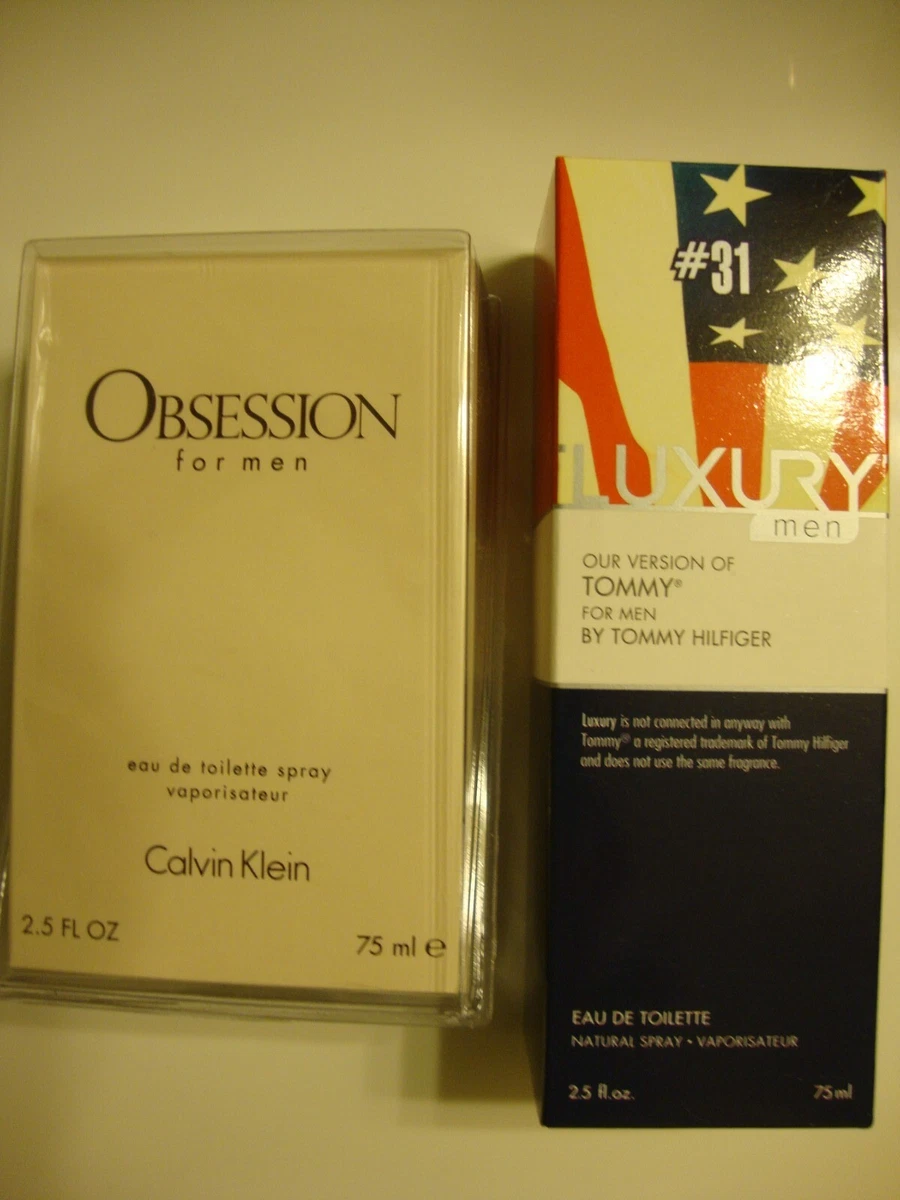 OBSESSION
for men
eau de toilette spray
vaporisateur
Calvin Klein
2.5 FL OZ
75 ml e
#31
LUXURY
men
OUR VERSION OF
TOMMY®
FOR MEN
BY TOMMY HILFIGER
Luxury is not connected in anyway with
Tommy® a registered trademark of Tommy Hilfiger
and does not use the same fragrance.
EAU DE TOILETTE
NATURAL SPRAY • VAPORISATEUR
2.5 fl.oz.
75ml